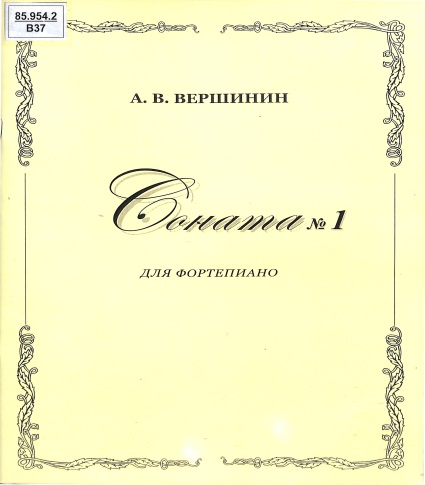 85.954.2
В37
А. В. ВЕРШИНИН
Соната № 1
ДЛЯ ФОРТЕПИАНО